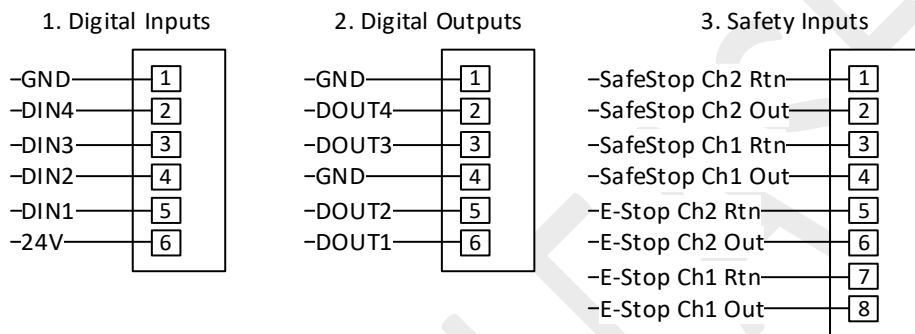 1. Digital Inputs
-GND 1
-DIN4 2
-DIN3 3
-DIN2 4
-DIN1 5
-24V 6
2. Digital Outputs
-GND 1
-DOUT4 2
-DOUT3 3
-GND 4
-DOUT2 5
-DOUT1 6
3. Safety Inputs
-SafeStop Ch2 Rtn 1
-SafeStop Ch2 Out 2
-SafeStop Ch1 Rtn 3
-SafeStop Ch1 Out 4
-E-Stop Ch2 Rtn 5
-E-Stop Ch2 Out 6
-E-Stop Ch1 Rtn 7
-E-Stop Ch1 Out 8